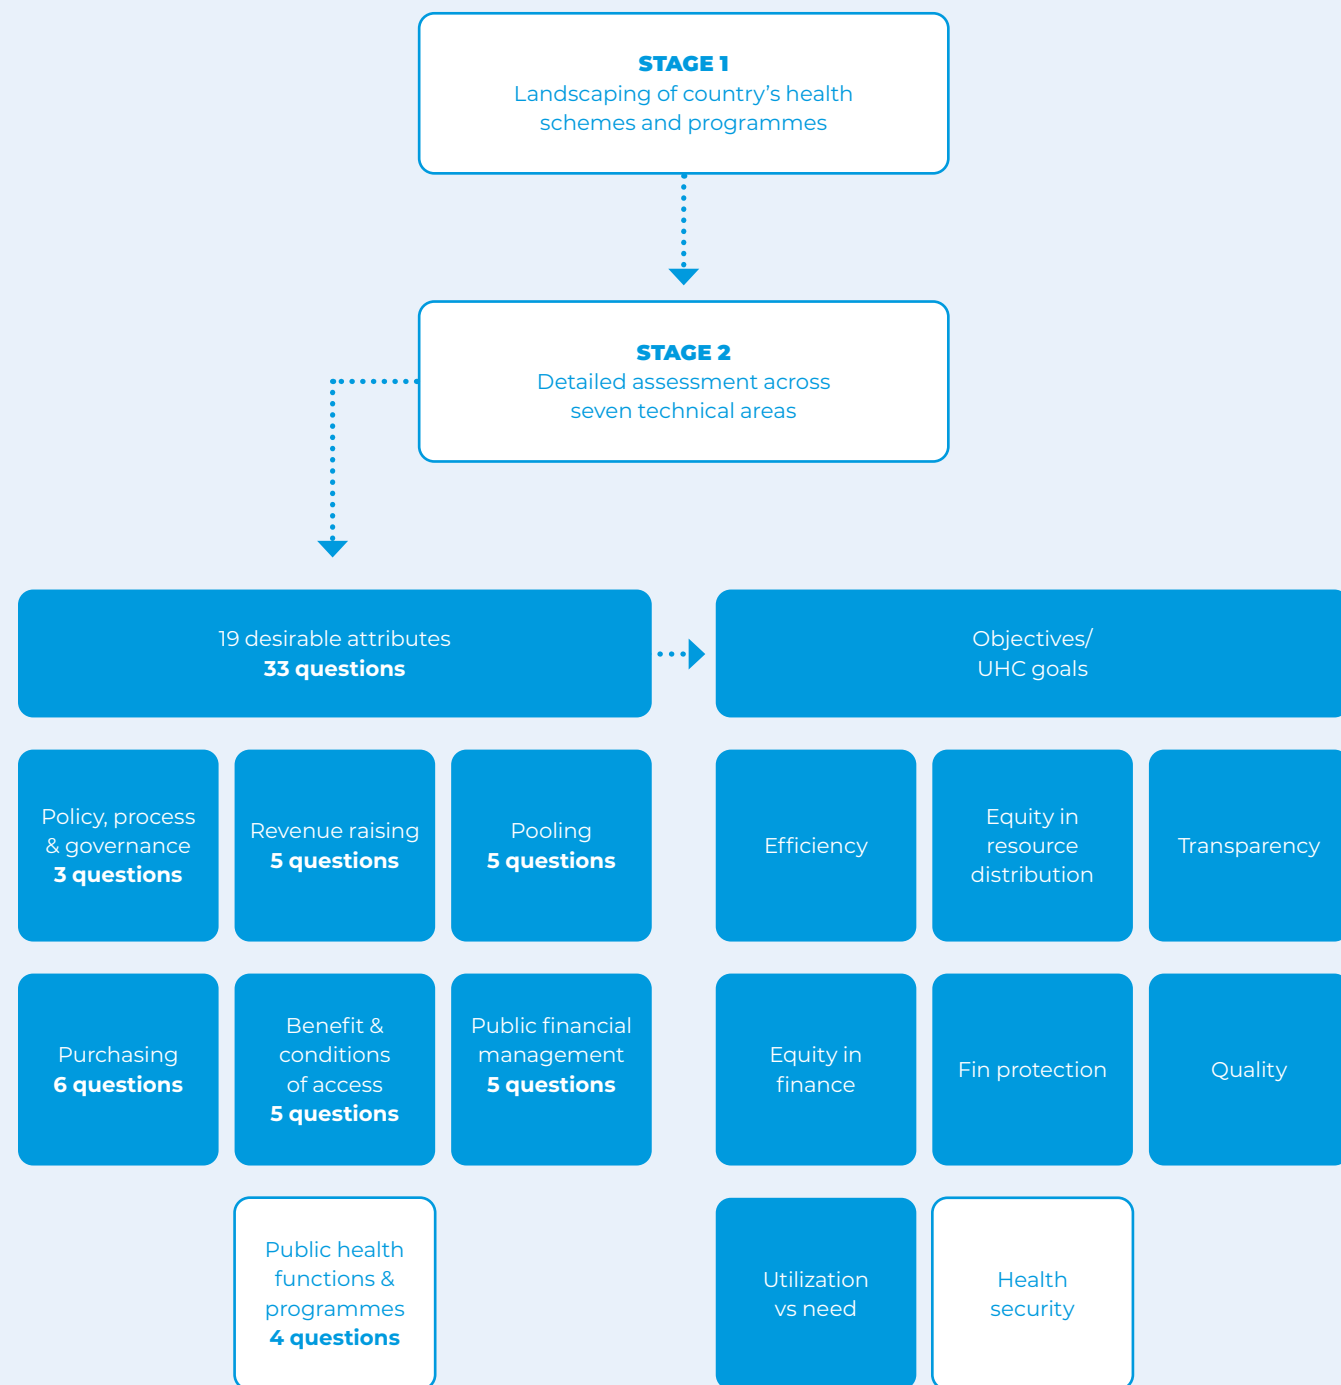 STAGE 1
Landscaping of country’s health
schemes and programmes
STAGE 2
Detailed assessment across
seven technical areas
19 desirable attributes
33 questions
Objectives/
UHC goals
Policy, process
& governance
3 questions
Revenue raising
5 questions
Pooling
5 questions
Efficiency
Equity in
resource
distribution
Transparency
Purchasing
6 questions
Benefit &
conditions
of access
5 questions
Public financial
management
5 questions
Equity in
finance
Fin protection
Quality
Public health
functions &
programmes
4 questions
Utilization
vs need
Health
security